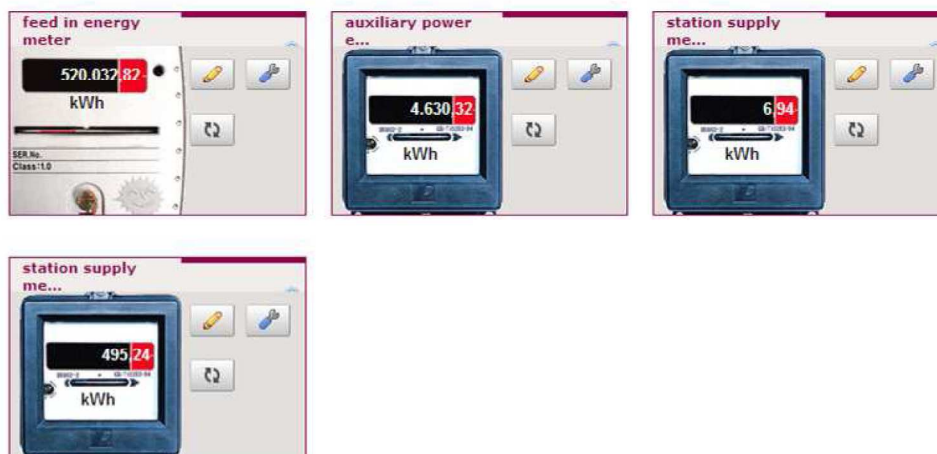 feed in energy
meter
520.032,82
kWh
SER.No.
Class:1.0
auxiliary power
e...
4.630,32
kWh
station supply
me...
6,94
kWh
station supply
me...
495,24
kWh